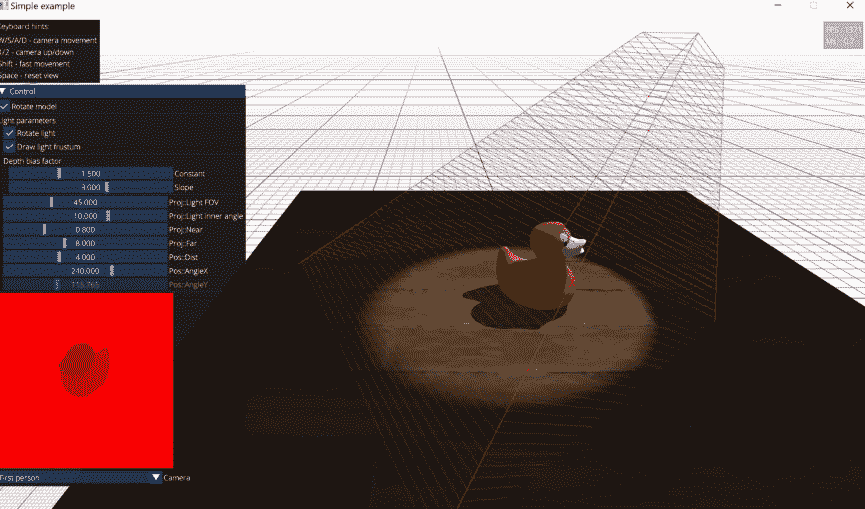 Simple example
Keyboard hints:
W/S/A/D - camera movement
/2 - camera up/down
Shift - fast movement
Space - reset view
Control
Rotate model
Light parameters
Rotate light
Draw light frustum
Depth bias factor
1.500 Constant
3.000 Slope
45.000 Proj::Light FOV
10.000 Proj::Light inner angle
0.800 Proj::Near
8.000 Proj::Far
4.000 Pos::Dist
240.000 Pos::AngleX
Pos::AngleY
First person Camera